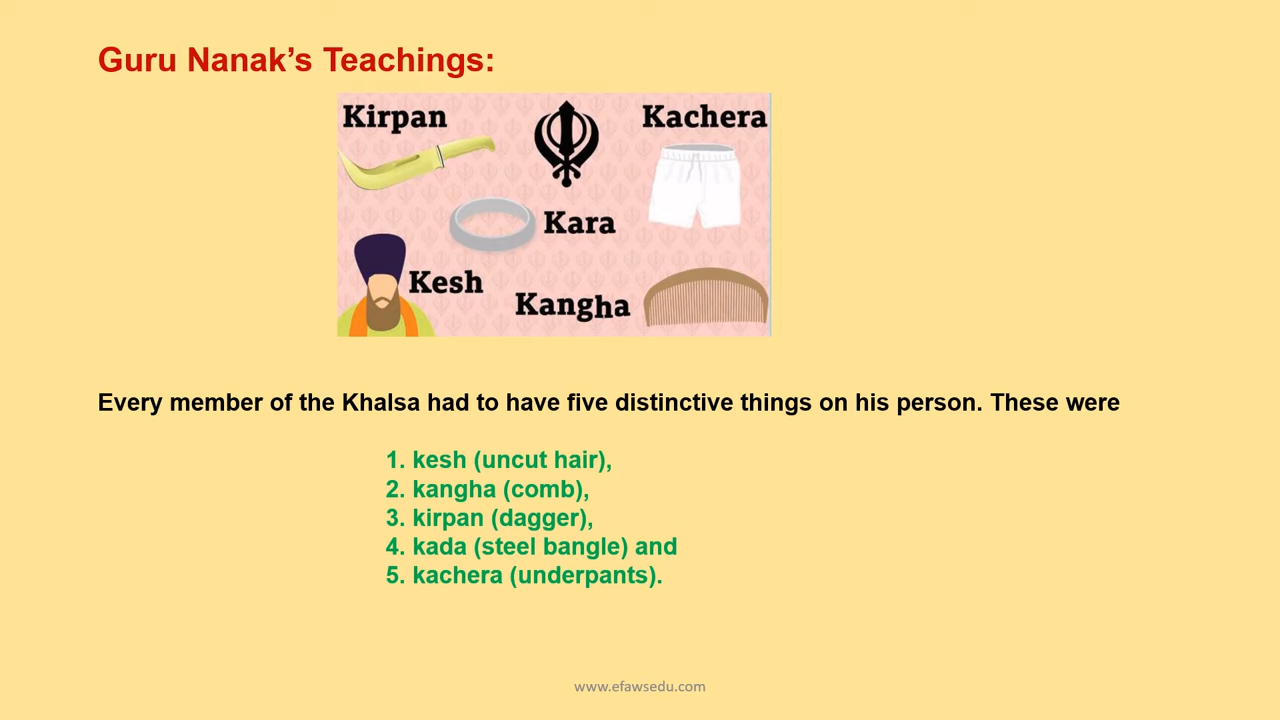 Guru Nanak’s Teachings:
Kirpan
Kachera
Kara
Kesh
Kangha
Every member of the Khalsa had to have five distinctive things on his person. These were
1. kesh (uncut hair),
2. kangha (comb),
3. kirpan (dagger),
4. kada (steel bangle) and
5. kachera (underpants).
www.efawsedu.com